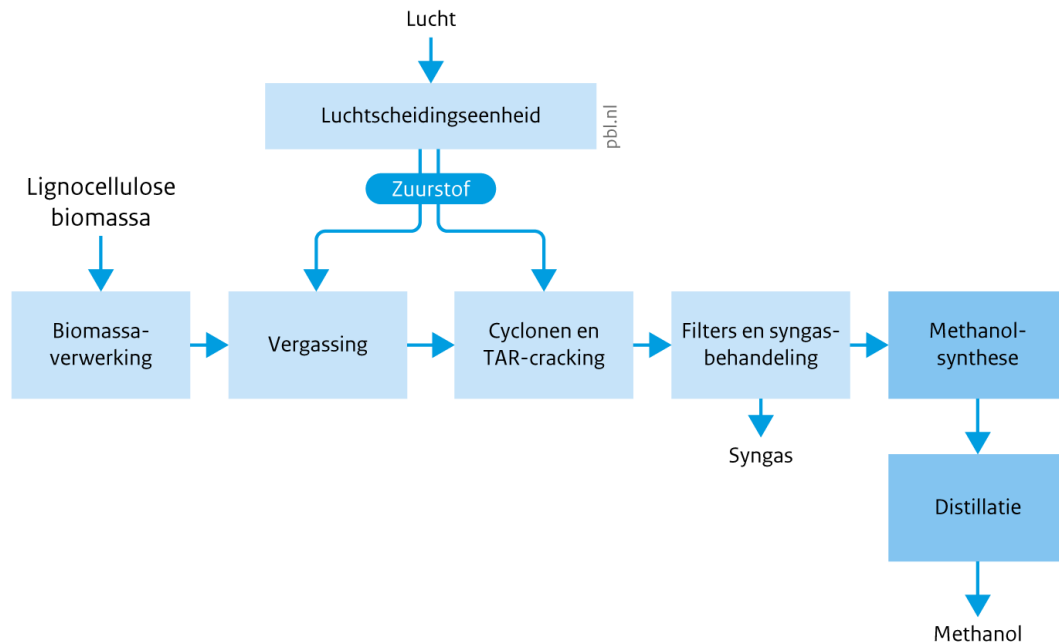 Lucht
Luchtscheidingseenheid
pbl.nl
Zuurstof
Lignocellulose
biomassa
Biomassa-
verwerking
Vergassing
Cyclonen en
TAR-cracking
Filters en syngas-
behandeling
Methanol-
synthese
Syngas
Distillatie
Methanol